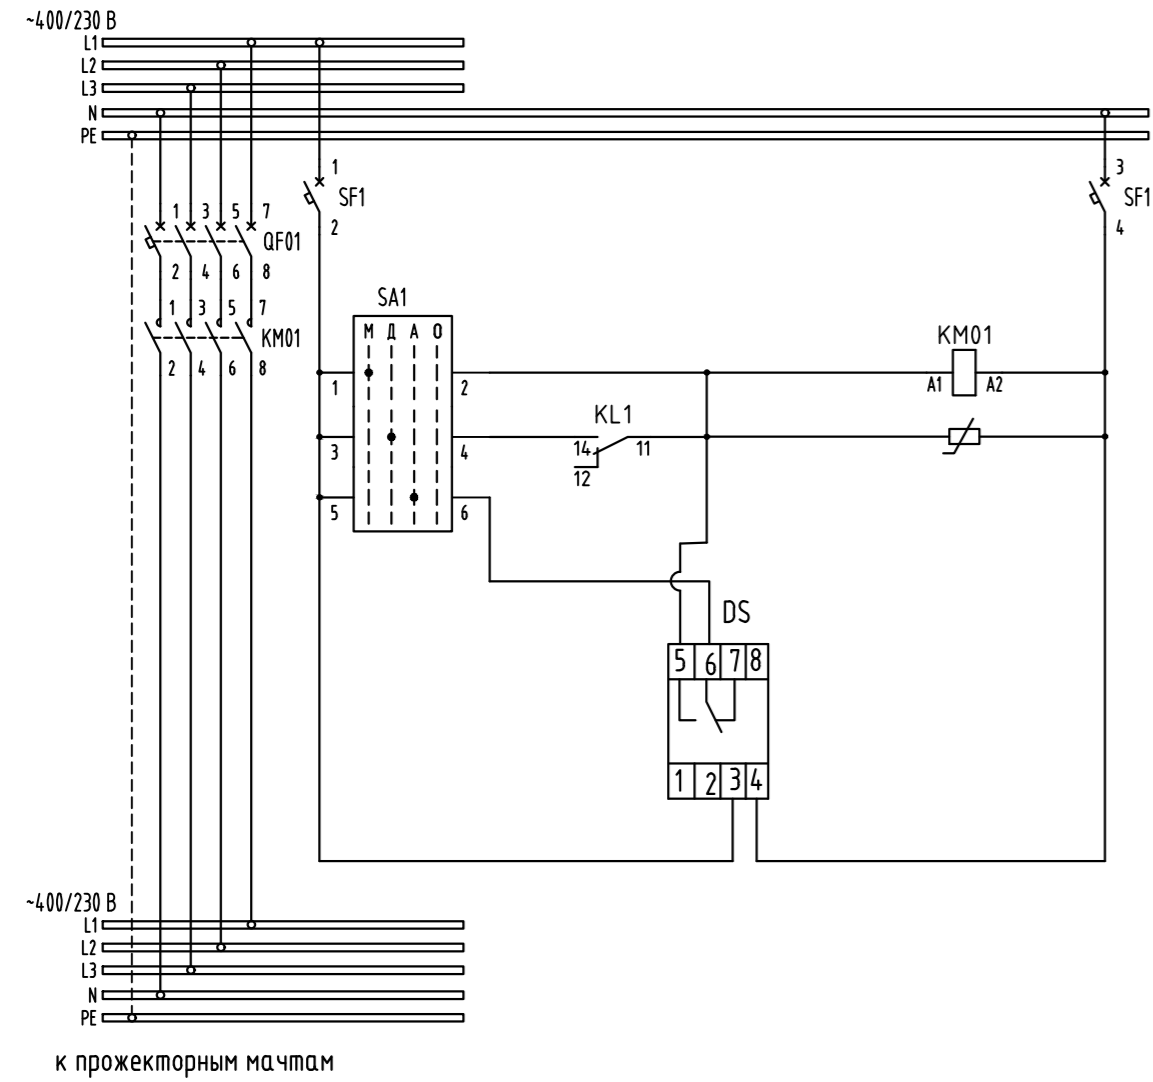 ~400/230 В
L1
L2
L3
N
PE
1
3
SF1
SF1
2
4
1 3 5 7
QF01
2 4 6 8
1 3 5 7
KM01
2 4 6 8
SA1
М Д А О
1 2
3 4
5 6
KM01
A1 A2
KL1
14 11
12
DS
5 6 7 8
1 2 3 4
~400/230 В
L1
L2
L3
N
PE
к прожекторным мачтам